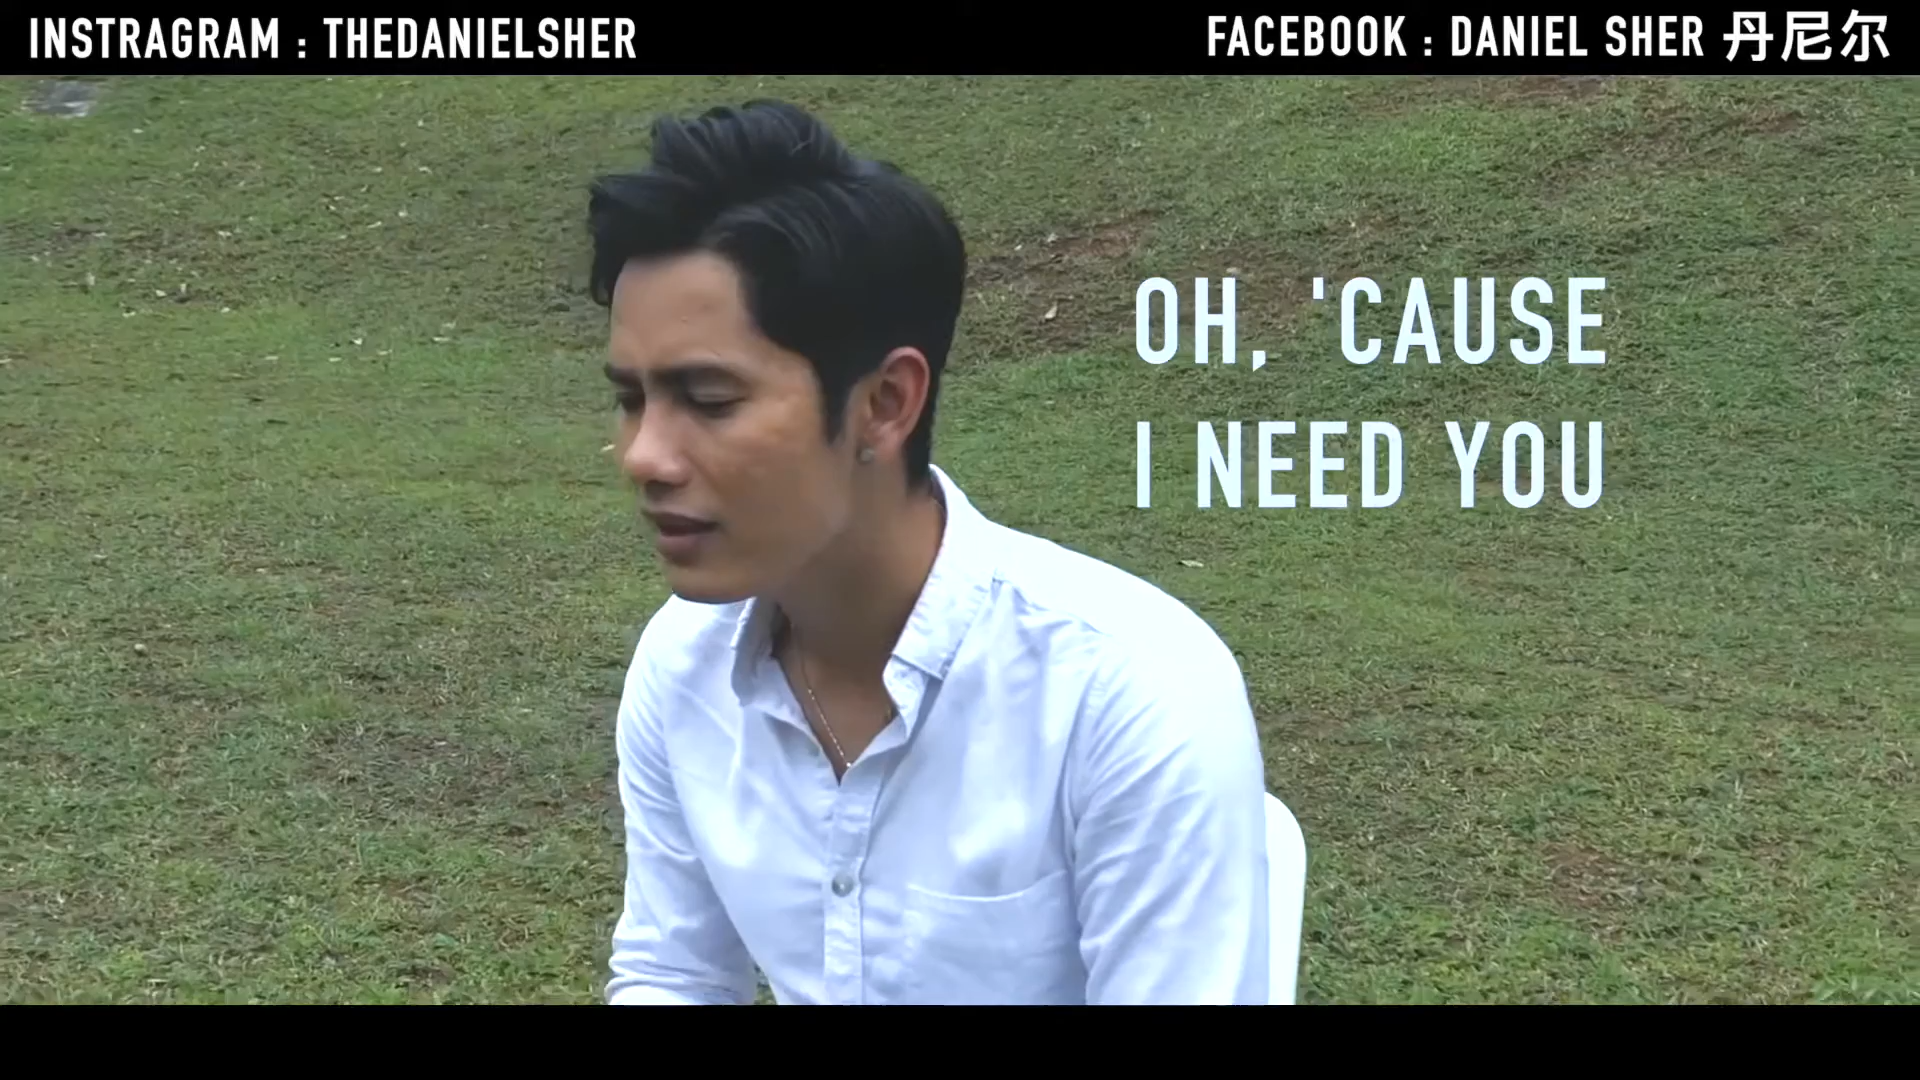 INSTRAGRAM : THEDANIELSHER
FACEBOOK : DANIEL SHER 丹尼尔
OH, 'CAUSE
I NEED YOU